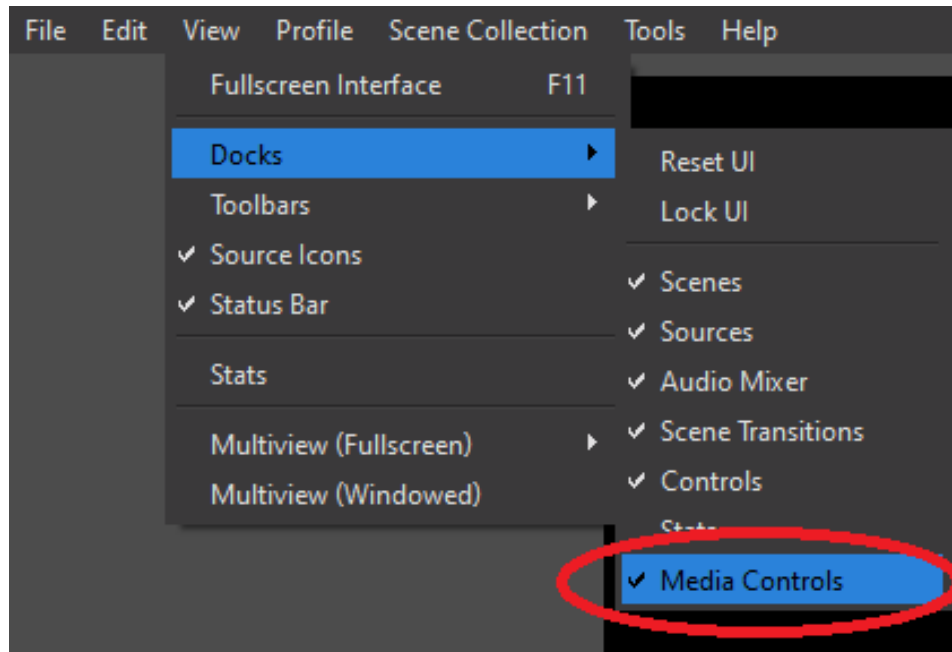 File Edit View Profile Scene Collection Tools Help
Fullscreen Interface F11
Docks
Toolbars
Source Icons
Status Bar
Stats
Multiview (Fullscreen)
Multiview (Windowed)
Reset UI
Lock UI
Scenes
Sources
Audio Mixer
Scene Transitions
Controls
Stats
Media Controls